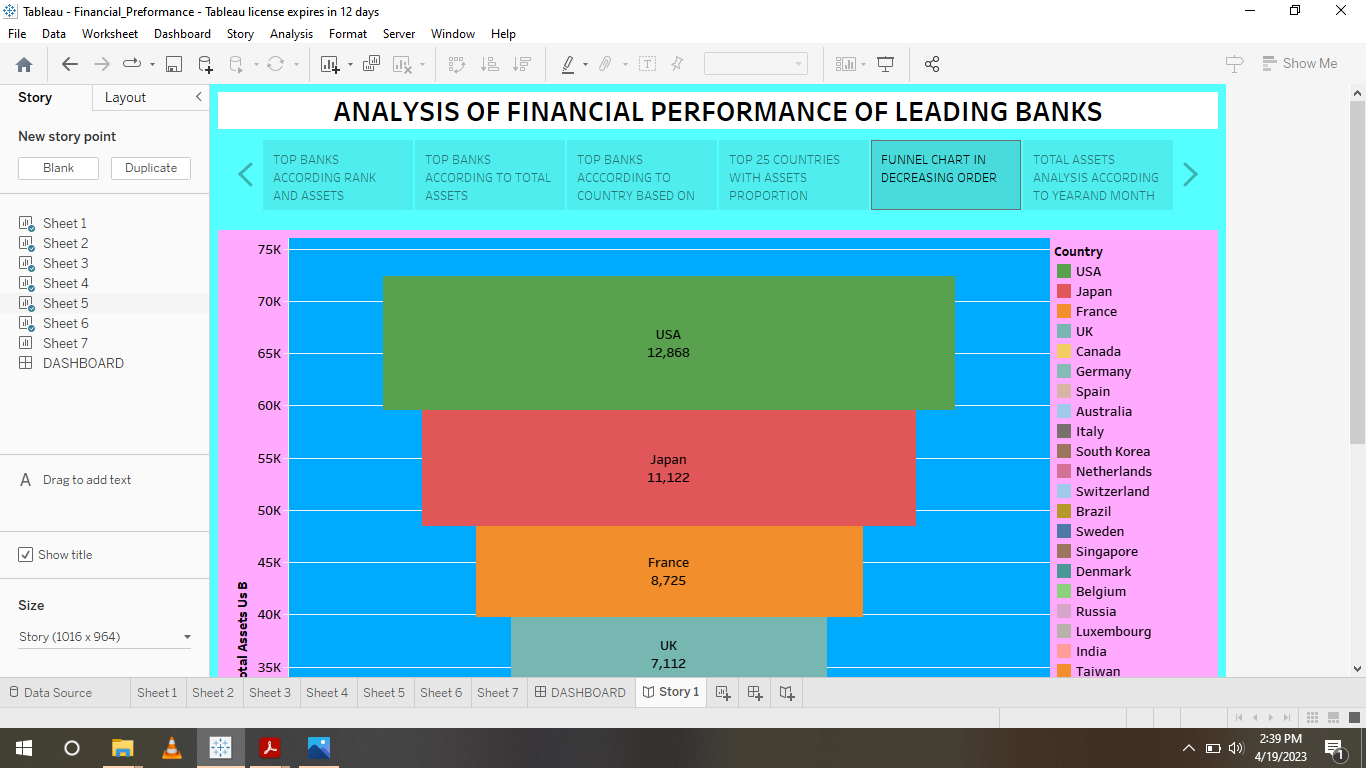 Tableau - Financial_Preformance - Tableau license expires in 12 days
File Data Worksheet Dashboard Story Analysis Format Server Window Help
Show Me
Story Layout
New story point
Blank Duplicate
Sheet 1
Sheet 2
Sheet 3
Sheet 4
Sheet 5
Sheet 6
Sheet 7
DASHBOARD
A Drag to add text
Show title
Size
Story (1016 x 964)
ANALYSIS OF FINANCIAL PERFORMANCE OF LEADING BANKS
TOP BANKS
ACCORDING RANK
AND ASSETS
TOP BANKS
ACCORDING TO TOTAL
ASSETS
TOP BANKS
ACCCORDING TO
COUNTRY BASED ON
TOP 25 COUNTRIES
WITH ASSETS
PROPORTION
FUNNEL CHART IN
DECREASING ORDER
TOTAL ASSETS
ANALYSIS ACCORDING
TO YEARAND MONTH
75K
70K
65K
60K
55K
50K
45K
40K
35K
otal Assets Us B
USA
12,868
Japan
11,122
France
8,725
UK
7,112
Country
USA
Japan
France
UK
Canada
Germany
Spain
Australia
Italy
South Korea
Netherlands
Switzerland
Brazil
Sweden
Singapore
Denmark
Belgium
Russia
Luxembourg
India
Taiwan
Data Source Sheet 1 Sheet 2 Sheet 3 Sheet 4 Sheet 5 Sheet 6 Sheet 7 DASHBOARD Story 1
2:39 PM
4/19/2023
1